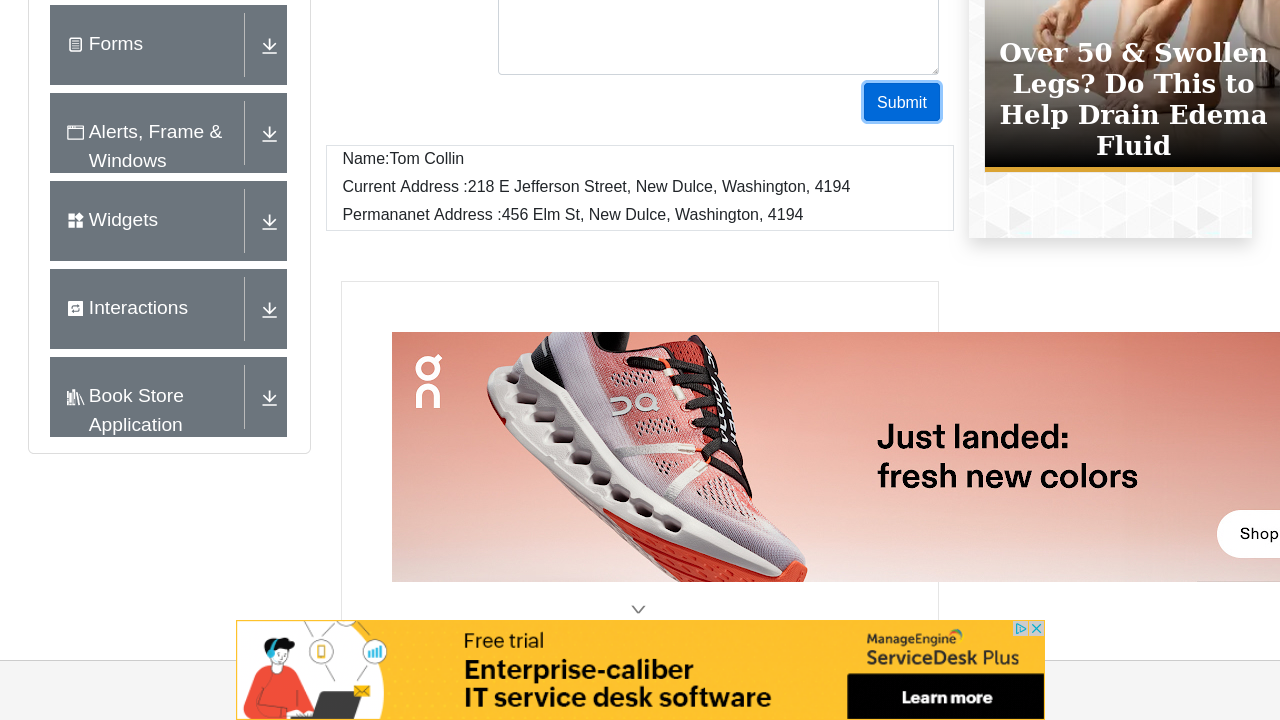 Forms
Alerts, Frame &
Windows
Widgets
Interactions
Book Store
Application
Submit
Name:Tom Collin
Current Address :218 E Jefferson Street, New Dulce, Washington, 4194
Permananet Address :456 Elm St, New Dulce, Washington, 4194
Over 50 & Swollen
Legs? Do This to
Help Drain Edema
Fluid
Just landed:
fresh new colors
Shop
Free trial
Enterprise-caliber
IT service desk software
ManageEngine
ServiceDesk Plus
Learn more